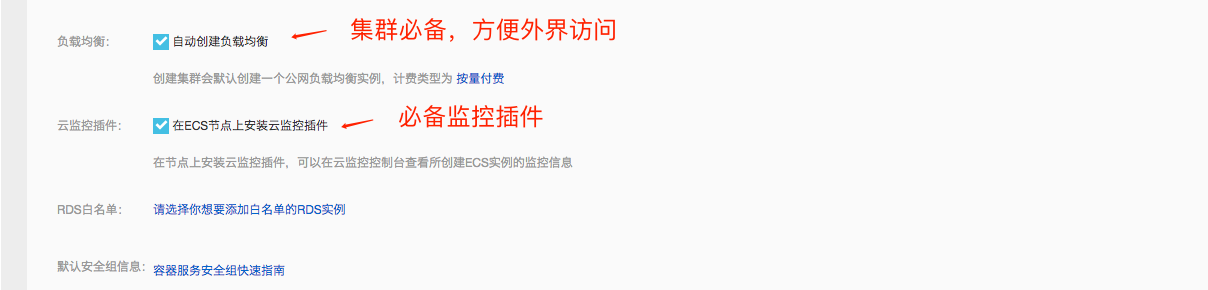 负载均衡： 自动创建负载均衡 集群必备，方便外界访问
创建集群会默认创建一个公网负载均衡实例，计费类型为 按量付费
云监控插件： 在ECS节点上安装云监控插件 必备监控插件
在节点上安装云监控插件，可以在云监控控制台查看所创建ECS实例的监控信息
RDS白名单： 请选择你想要添加白名单的RDS实例
默认安全组信息： 容器服务安全组快速指南